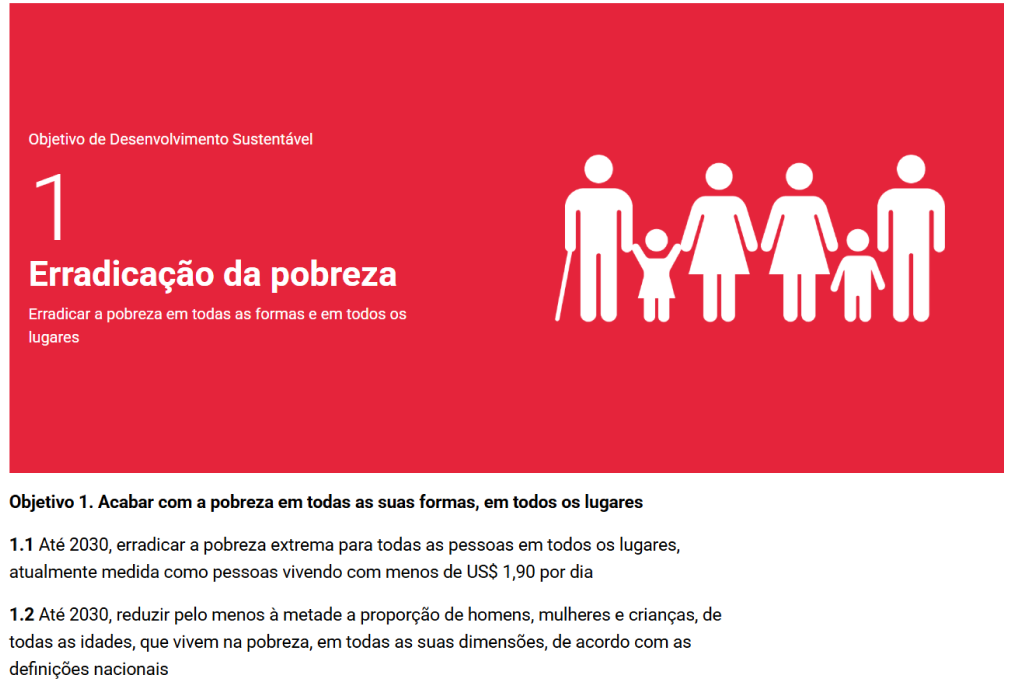 Objetivo de Desenvolvimento Sustentável
1
Erradicação da pobreza
Erradicar a pobreza em todas as formas e em todos os
lugares
Objetivo 1. Acabar com a pobreza em todas as suas formas, em todos os lugares
1.1 Até 2030, erradicar a pobreza extrema para todas as pessoas em todos os lugares,
atualmente medida como pessoas vivendo com menos de US$ 1,90 por dia
1.2 Até 2030, reduzir pelo menos à metade a proporção de homens, mulheres e crianças, de
todas as idades, que vivem na pobreza, em todas as suas dimensões, de acordo com as
definições nacionais